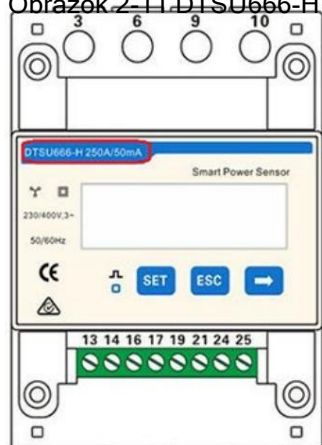 Obrázok 2-11 DTSU666-H
3 6 9 10
DTSU666-H 250A/50mA
Smart Power Sensor
230/400V,3~
50/60Hz
CE
SET ESC
13 14 16 17 19 21 24 25